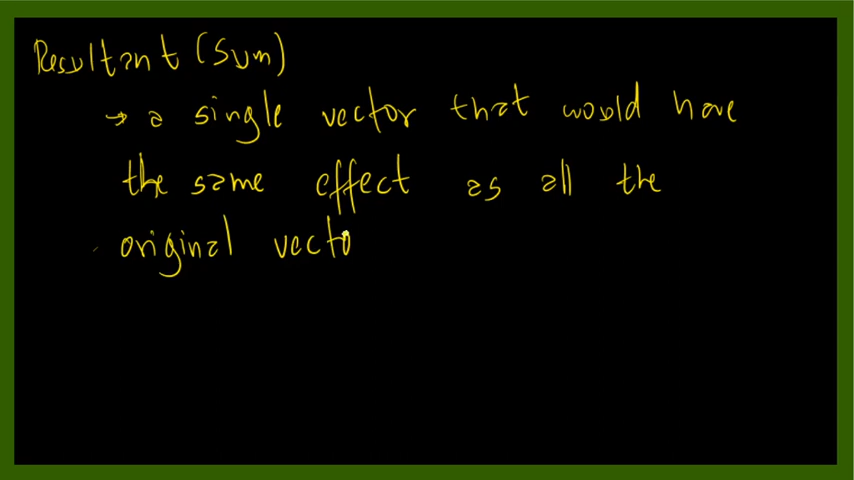 Resultant (Sum)
→ a single vector that would have
the same effect as all the
original vecto